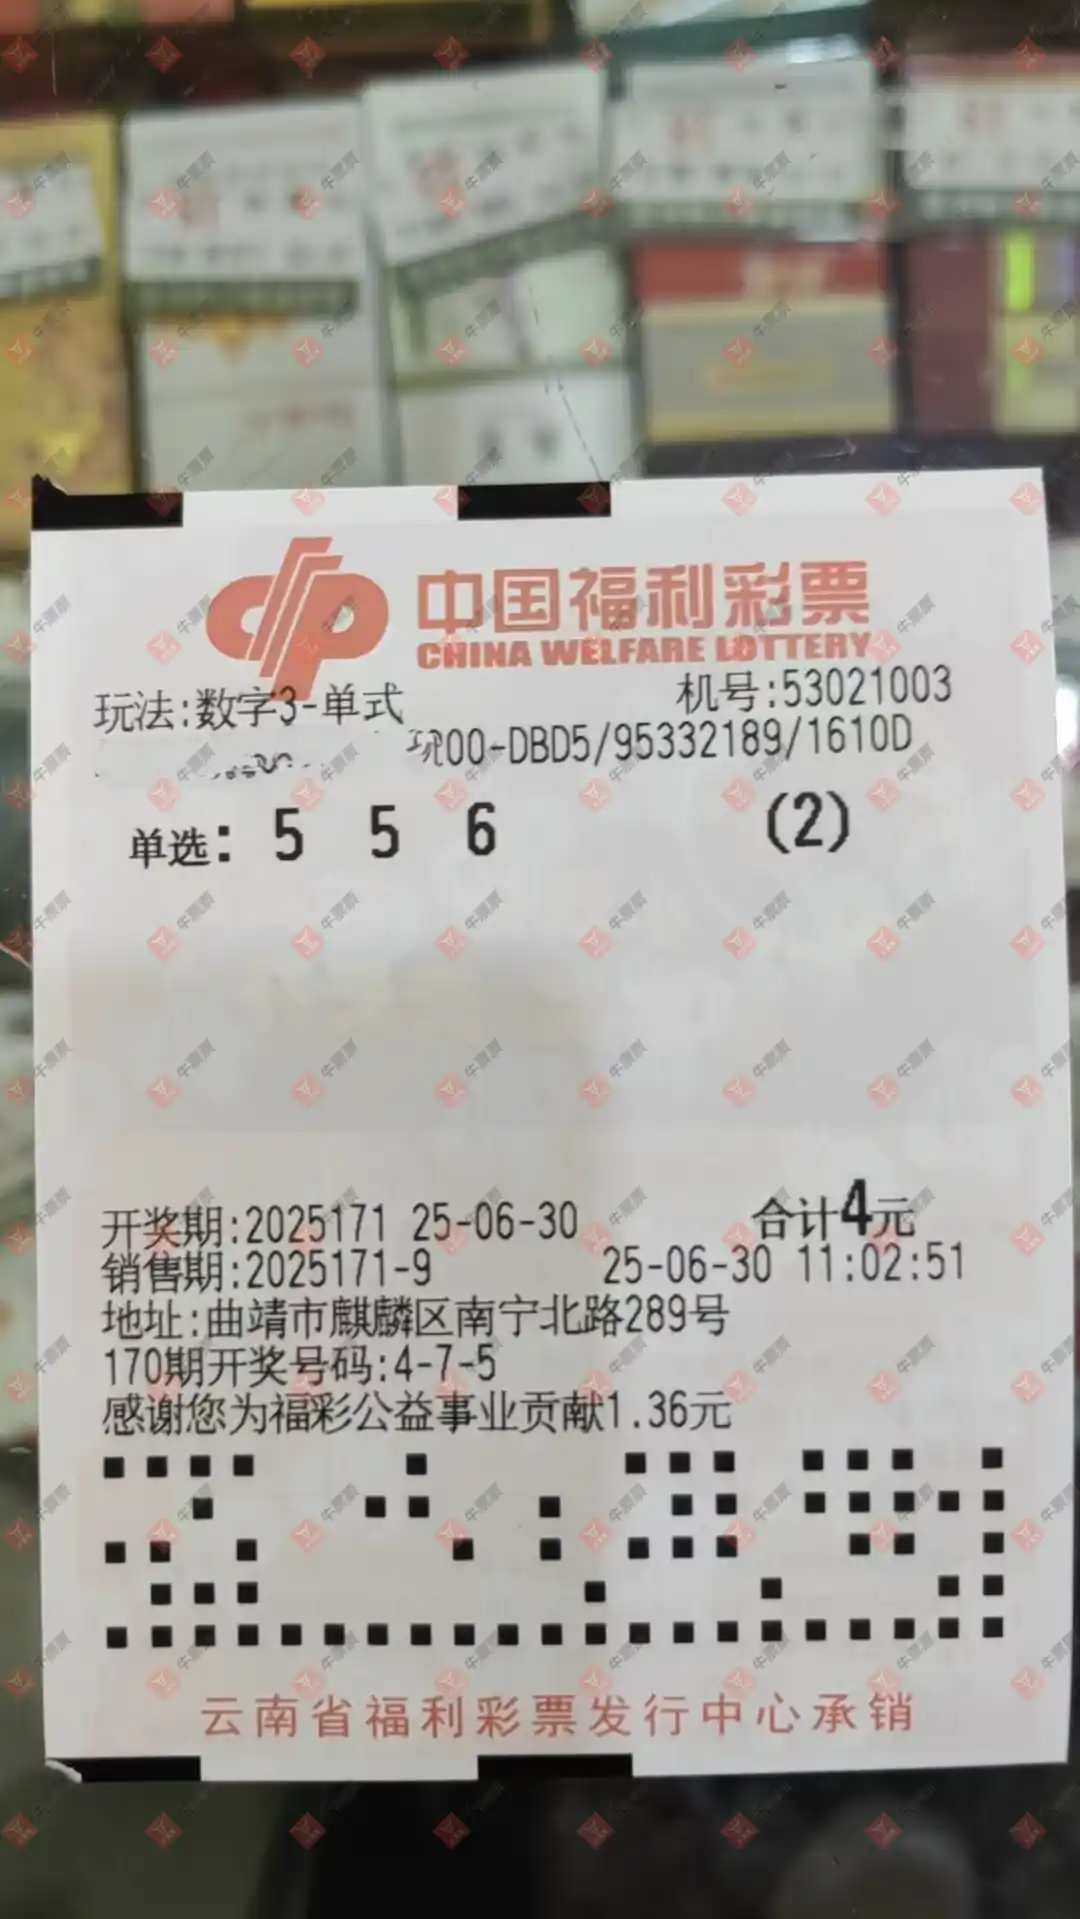 中国福利彩票
CHINA WELFARE LOTTERY
玩法:数字3-单式 机号:53021003
00-DBD5/95332189/1610D
单选: 5 5 6 (2)
开奖期:2025171 25-06-30 合计4元
销售期:2025171-9 25-06-30 11:02:51
地址:曲靖市麒麟区南宁北路289号
170期开奖号码:4-7-5
感谢您为福彩公益事业贡献1.36元
云南省福利彩票发行中心承销
牛票票